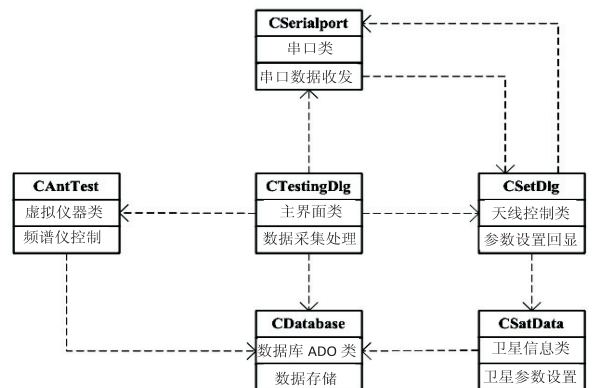 CSerialport
串口类
串口数据收发
CAntTest
虚拟仪器类
频谱仪控制
CTestingDlg
主界面类
数据采集处理
CSetDlg
天线控制类
参数设置回显
CDatabase
数据库 ADO 类
数据存储
CSatData
卫星信息类
卫星参数设置